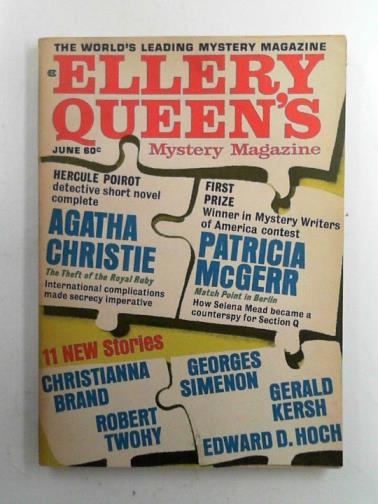 THE WORLD'S LEADING MYSTERY MAGAZINE
ELLERY
QUEEN'S
JUNE 60¢
Mystery Magazine
HERCULE POIROT
detective short novel
complete
AGATHA
CHRISTIE
The Theft of the Royal Ruby
International complications
made secrecy imperative
FIRST
PRIZE
Winner in Mystery Writers
of America contest
PATRICIA
McGERR
Match Point in Berlin
How Selena Mead became a
counterspy for Section Q
11 NEW Stories
CHRISTIANNA
BRAND
GEORGES
SIMENON
GERALD
KERSH
ROBERT
TWOHY
EDWARD D. HOCH